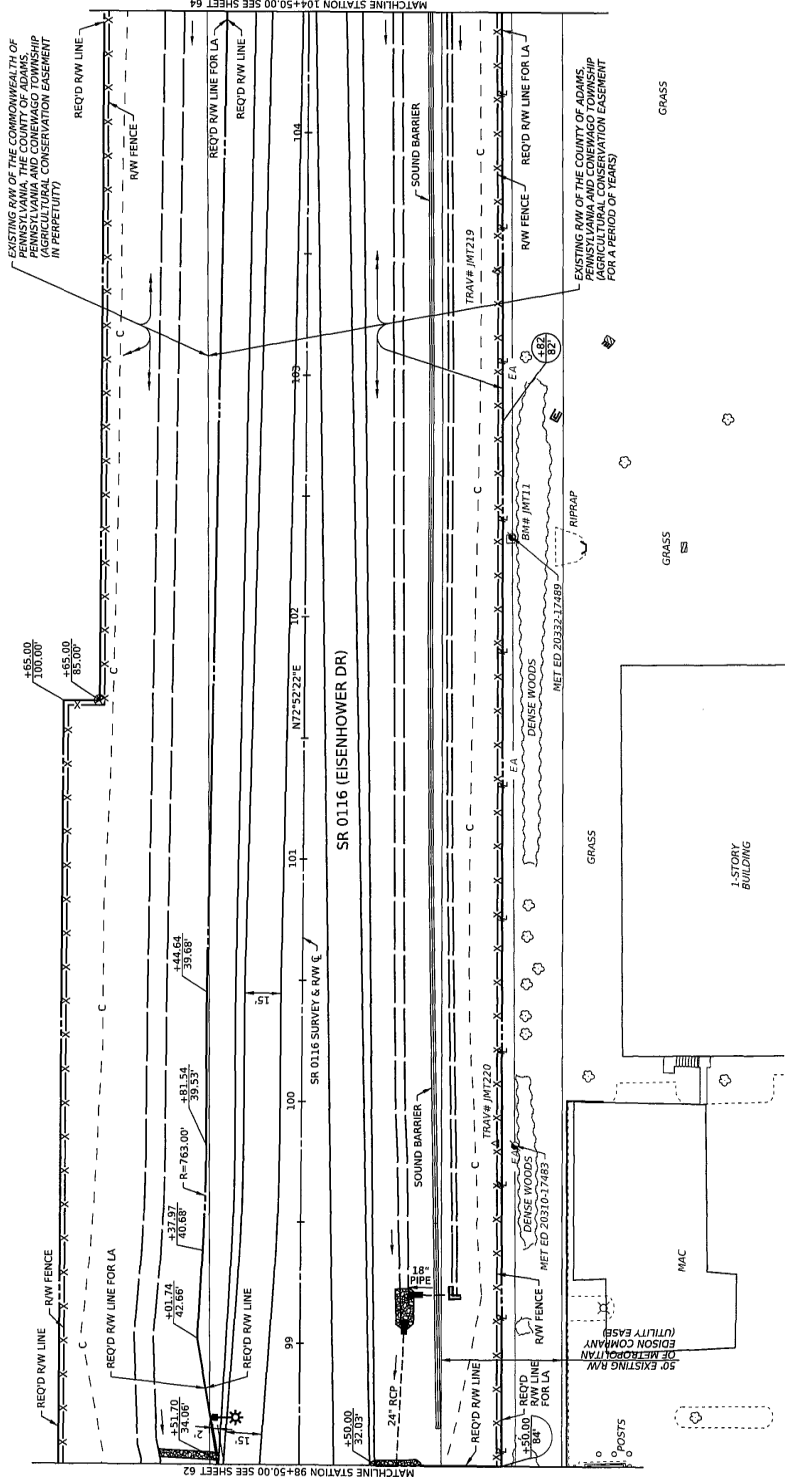 MATCHLINE STATION 104+50.00 SEE SHEET 64
EXISTING R/W OF THE COMMONWEALTH OF
PENNSYLVANIA, THE COUNTY OF ADAMS,
PENNSYLVANIA AND CONEWAGO TOWNSHIP
(AGRICULTURAL CONSERVATION EASEMENT
IN PERPETUITY)
REQ'D R/W LINE
R/W FENCE
REQ'D R/W LINE FOR LA
REQ'D R/W LINE
104
SOUND BARRIER
TRAV# JMT219
REQ'D R/W LINE FOR LA
R/W FENCE
EXISTING R/W OF THE COUNTY OF ADAMS,
PENNSYLVANIA AND CONEWAGO TOWNSHIP
(AGRICULTURAL CONSERVATION EASEMENT
FOR A PERIOD OF YEARS)
GRASS
C
C
103
EA
+82
82'
E
+65.00
100.00'
+65.00
85.00'
C
102
N72°52'22"E
SR 0116 (EISENHOWER DR)
C
BM# JMT11
RIPRAP
GRASS
DENSE WOODS
MET ED 20332-17489
EA
C
101
GRASS
1-STORY
BUILDING
+44.64
39.68'
15'
SR 0116 SURVEY & R/W ℄
+81.54
39.53'
R=763.00'
100
C
SOUND BARRIER
C
TRAV# JMT220
EA
DENSE WOODS
MET ED 20310-17483
+37.97
40.68'
+01.74
42.66'
REQ'D R/W LINE
R/W FENCE
C
REQ'D R/W LINE FOR LA
REQ'D R/W LINE
99
18"
PIPE
R/W FENCE
MAC
50' EXISTING R/W
OF METROPOLITAN
EDISON COMPANY
(UTILITY EASE)
+51.70
34.06'
2'
15'
+50.00
32.03'
24" RCP
REQ'D R/W LINE
REQ'D
R/W LINE
FOR LA
+50.00
84'
POSTS
MATCHLINE STATION 98+50.00 SEE SHEET 62